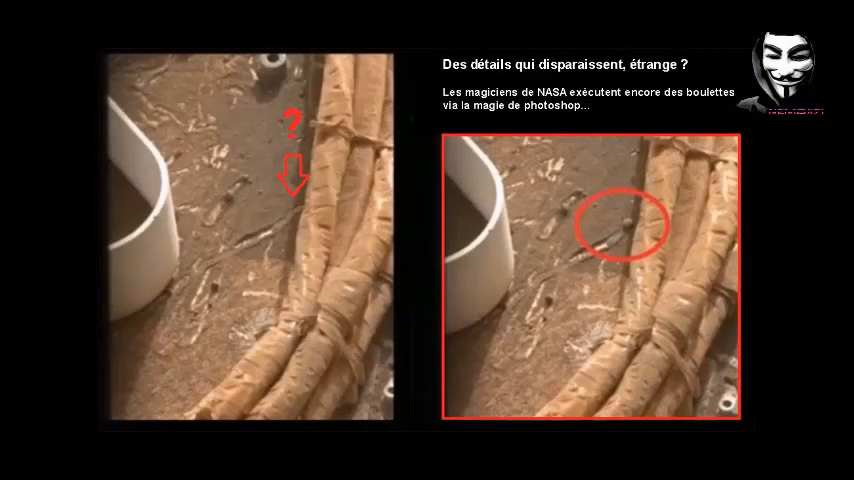 Des détails qui disparaissent, étrange ?
Les magiciens de NASA exécutent encore des boulettes
via la magie de photoshop...
?